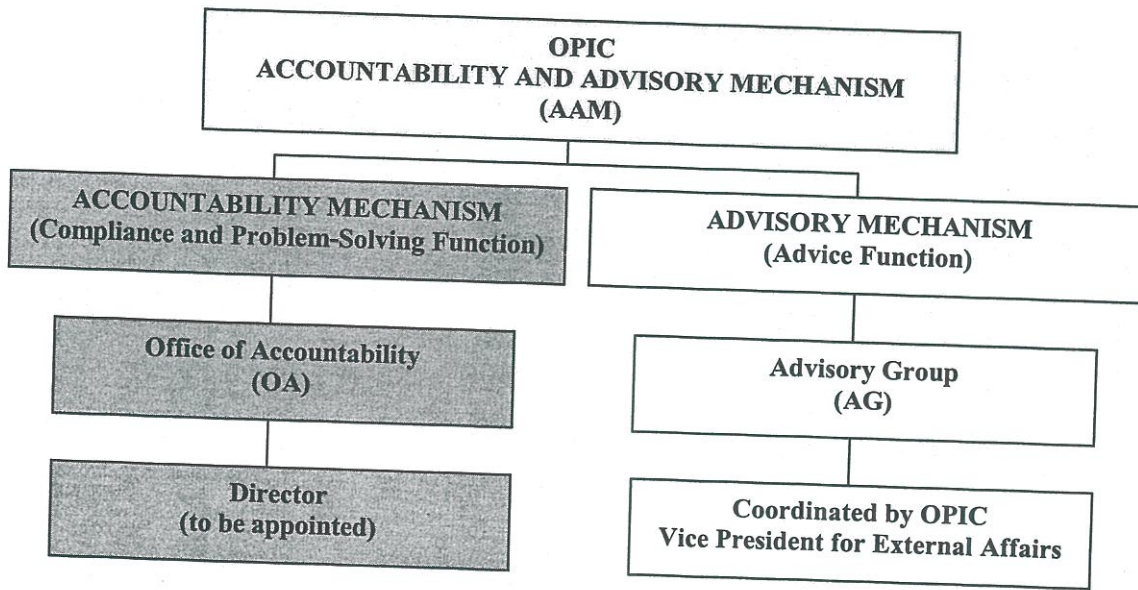 OPIC
ACCOUNTABILITY AND ADVISORY MECHANISM
(AAM)
ACCOUNTABILITY MECHANISM
(Compliance and Problem-Solving Function)
ADVISORY MECHANISM
(Advice Function)
Office of Accountability
(OA)
Advisory Group
(AG)
Director
(to be appointed)
Coordinated by OPIC
Vice President for External Affairs